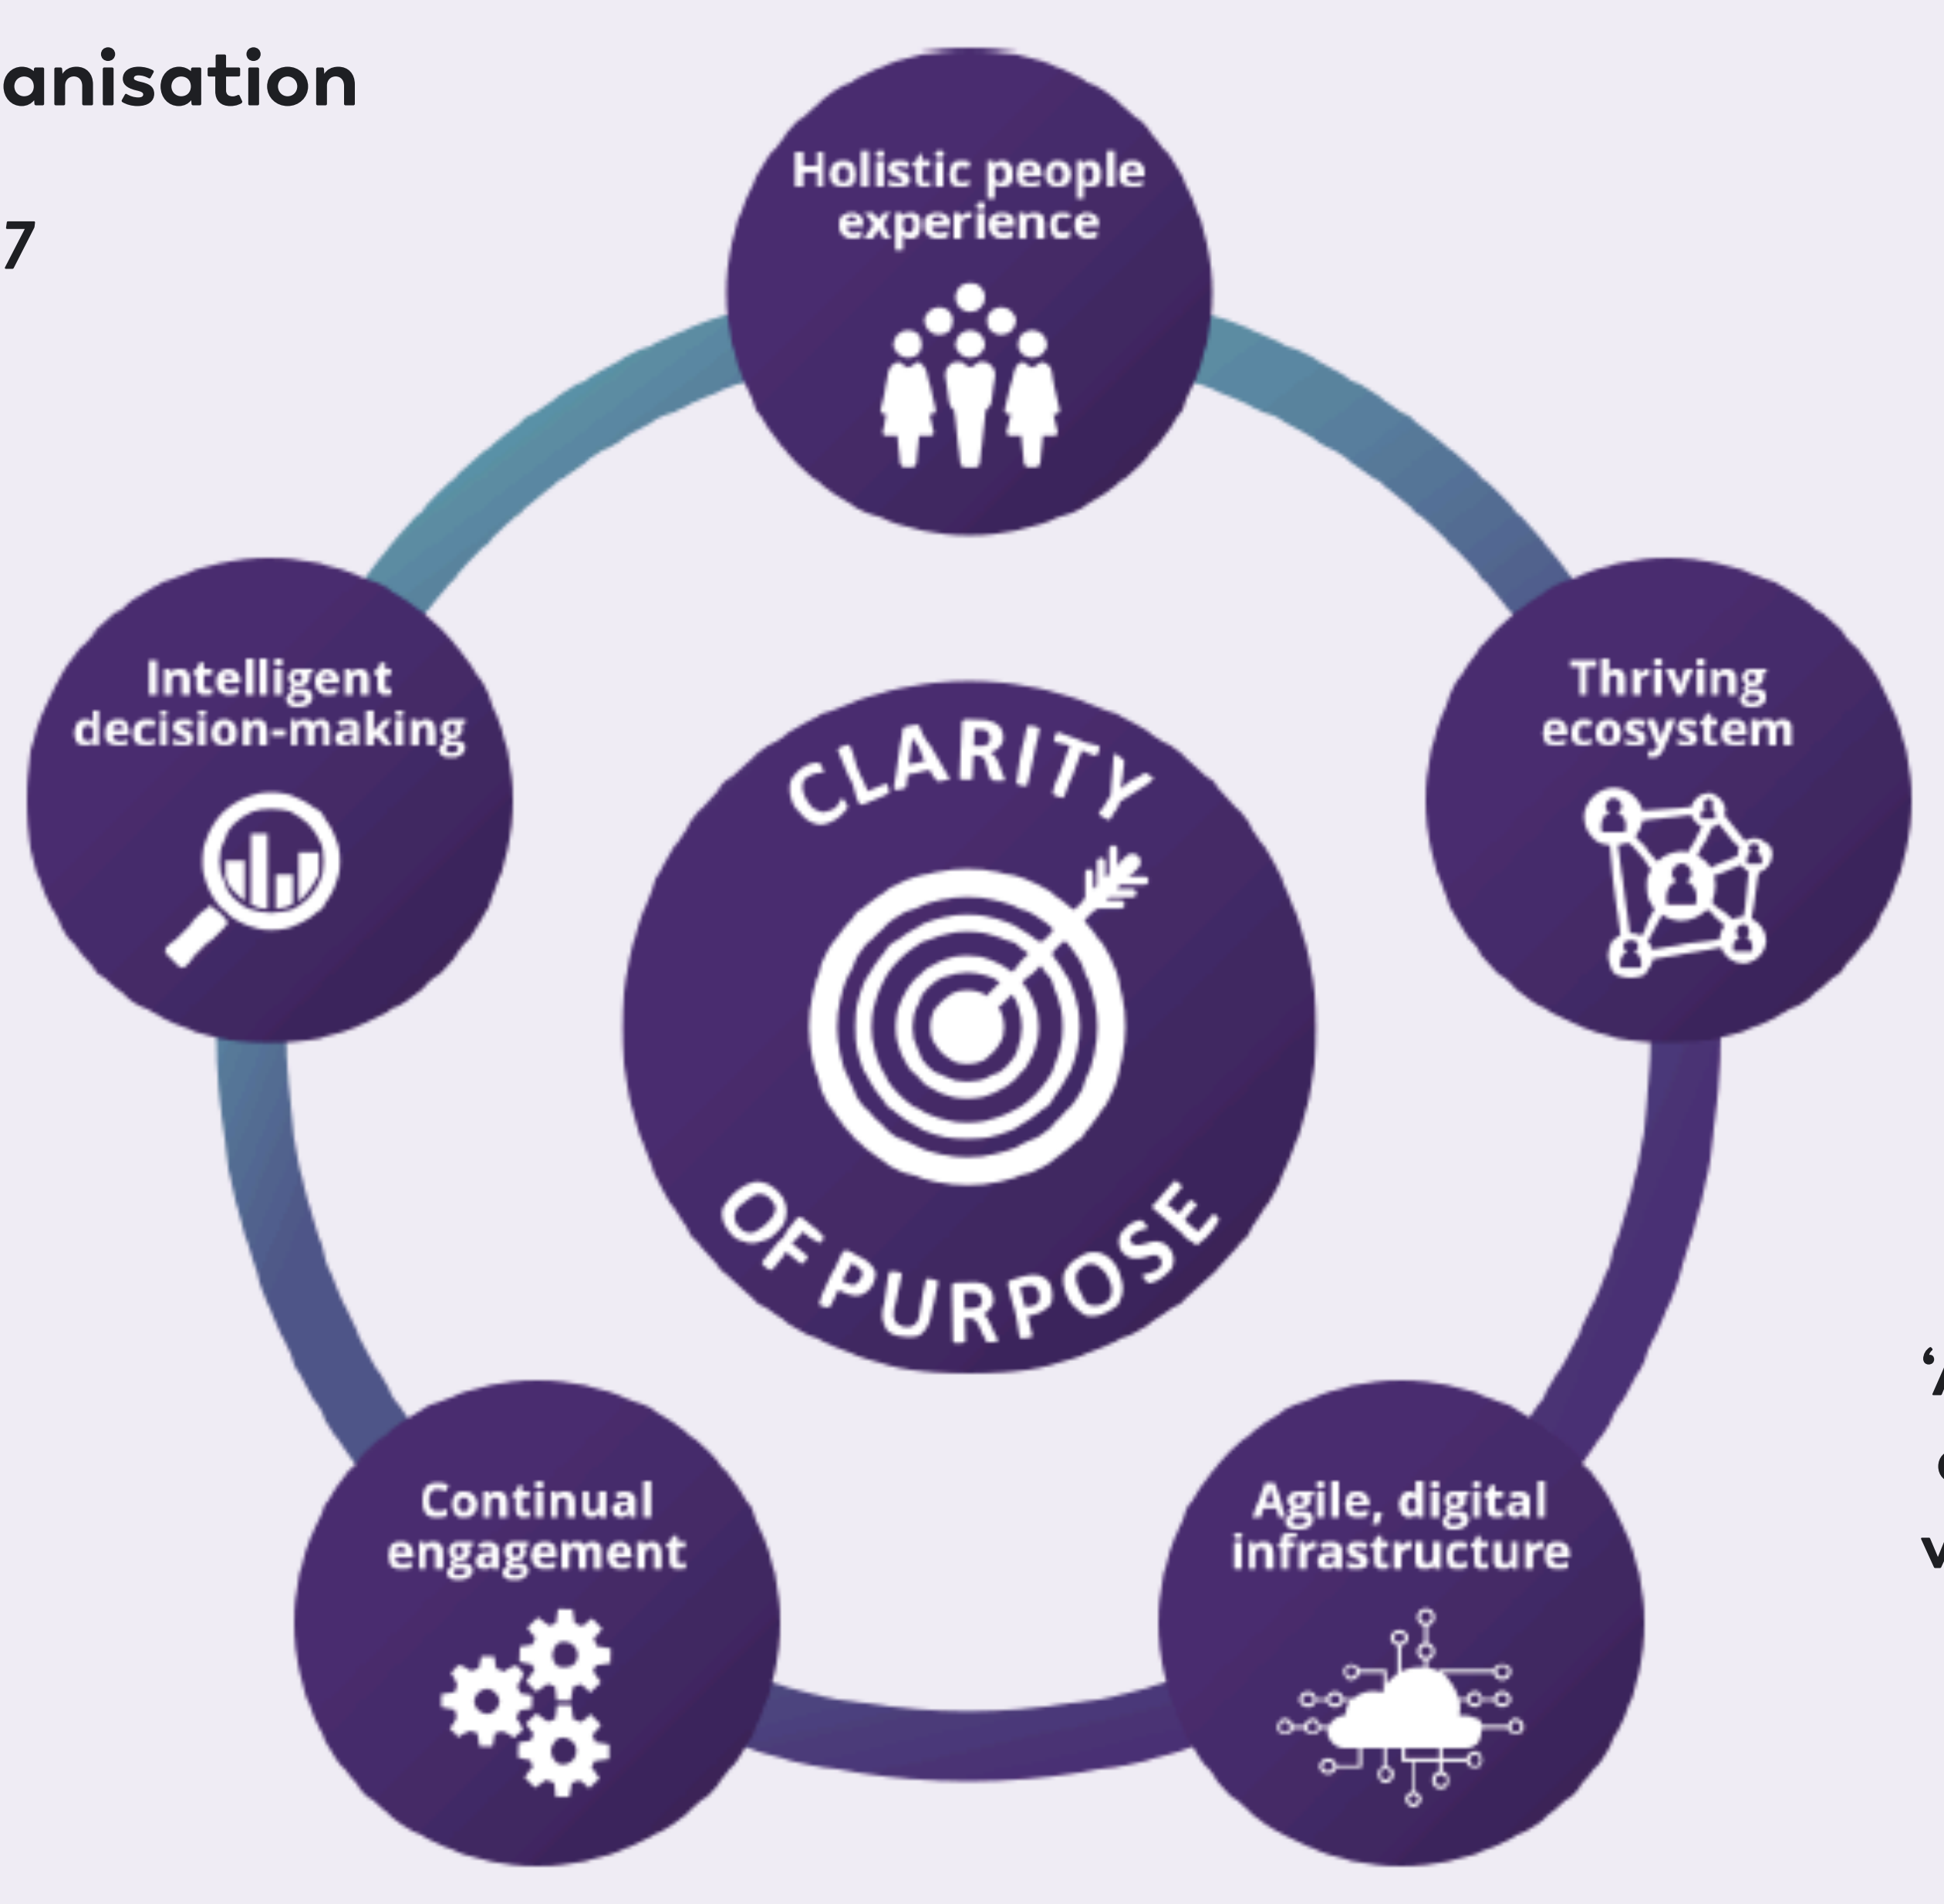 anisation
7
Holistic people
experience
Intelligent
decision-making
Thriving
ecosystem
CLARITY
OF PURPOSE
Continual
engagement
Agile, digital
infrastructure